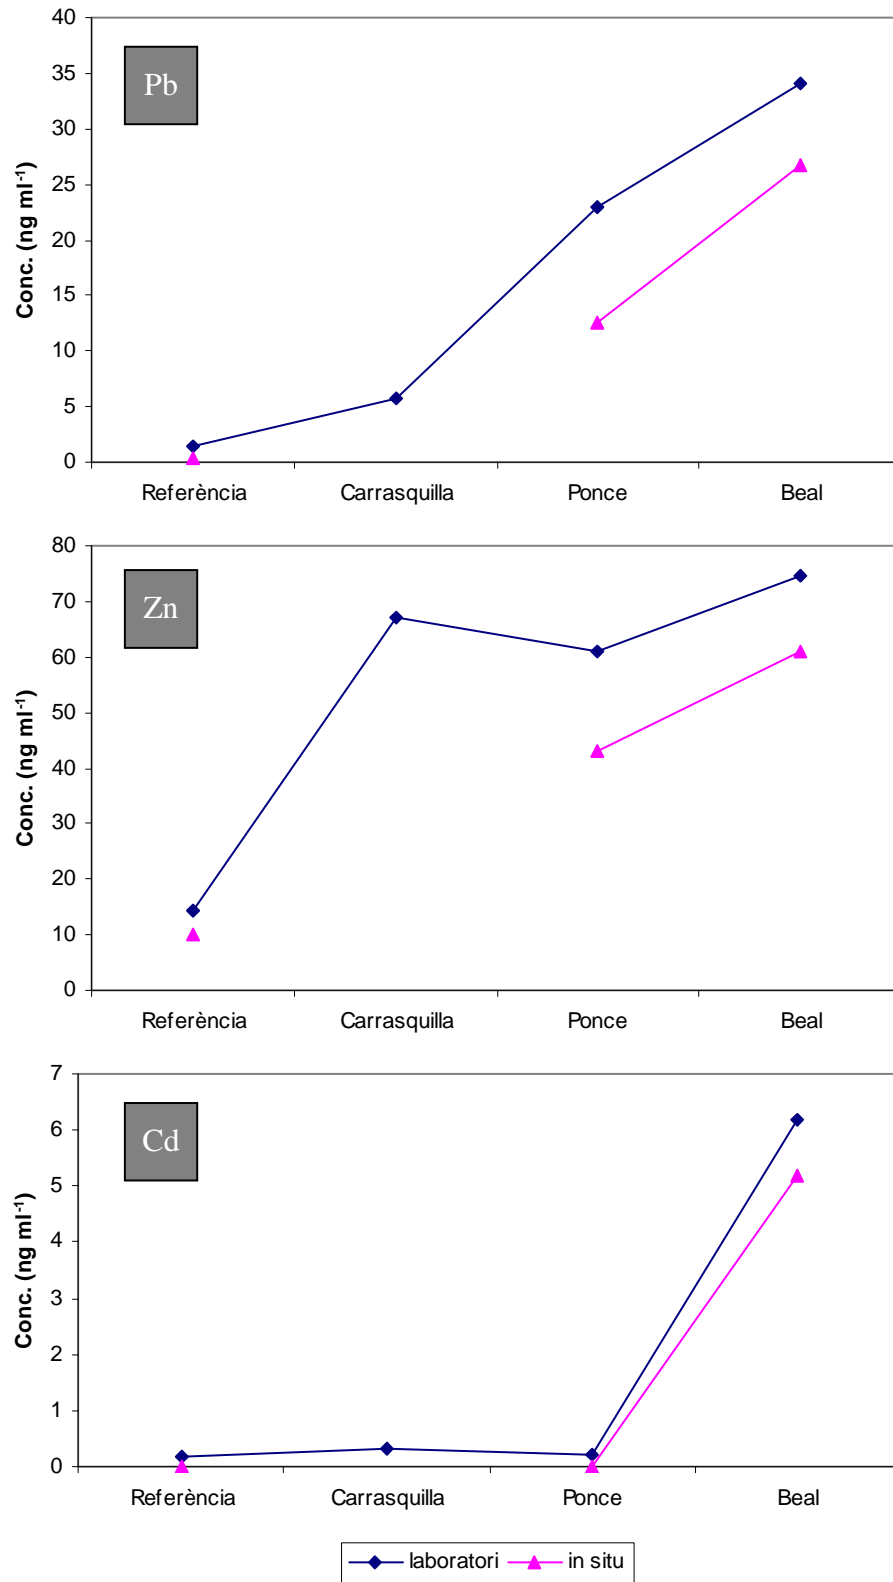 Pb
Conc. (ng ml-1)
40
35
30
25
20
15
10
5
0
Referència Carrasquilla Ponce Beal
Zn
Conc. (ng ml-1)
80
70
60
50
40
30
20
10
0
Referència Carrasquilla Ponce Beal
Cd
Conc. (ng ml-1)
7
6
5
4
3
2
1
0
Referència Carrasquilla Ponce Beal
laboratori in situ